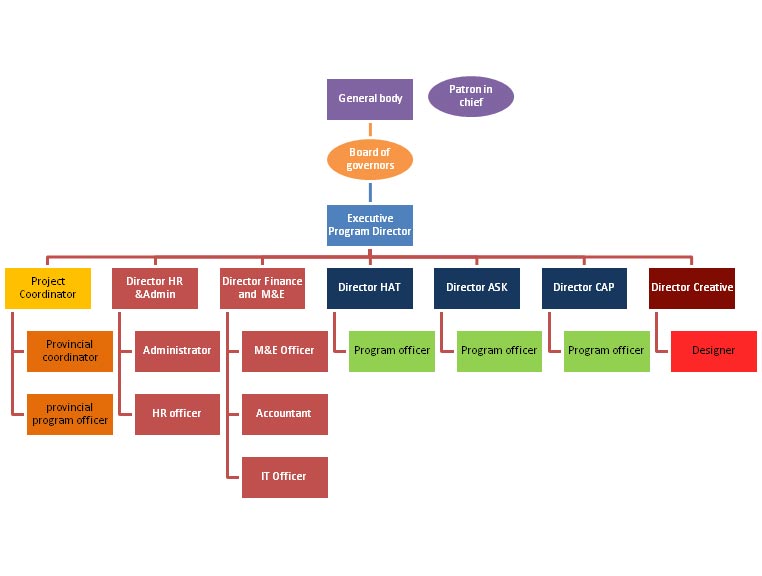 General body
Patron in
chief
Board of
governors
Executive
Program Director
Project
Coordinator
Director HR
&Admin
Director Finance
and M&E
Director HAT
Director ASK
Director CAP
Director Creative
Provincial
coordinator
Administrator
M&E Officer
Program officer
Program officer
Program officer
Designer
provincial
program officer
HR officer
Accountant
IT Officer